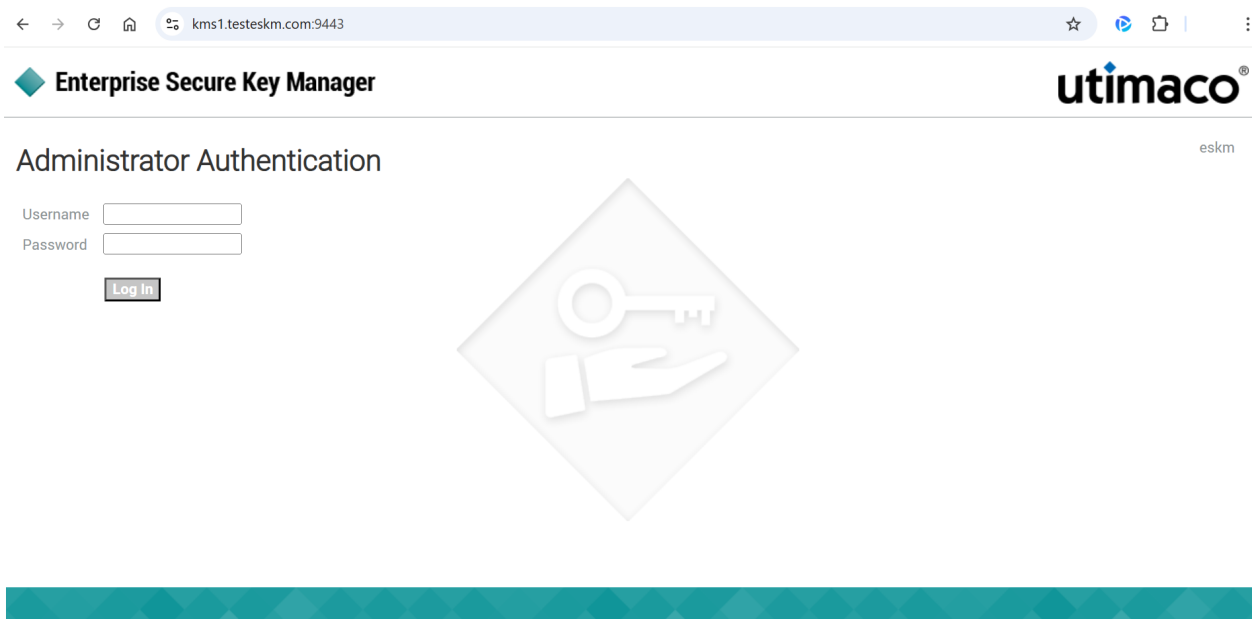 kms1.testeskm.com:9443
Enterprise Secure Key Manager
utimaco®
Administrator Authentication
eskm
Username
Password
Log In